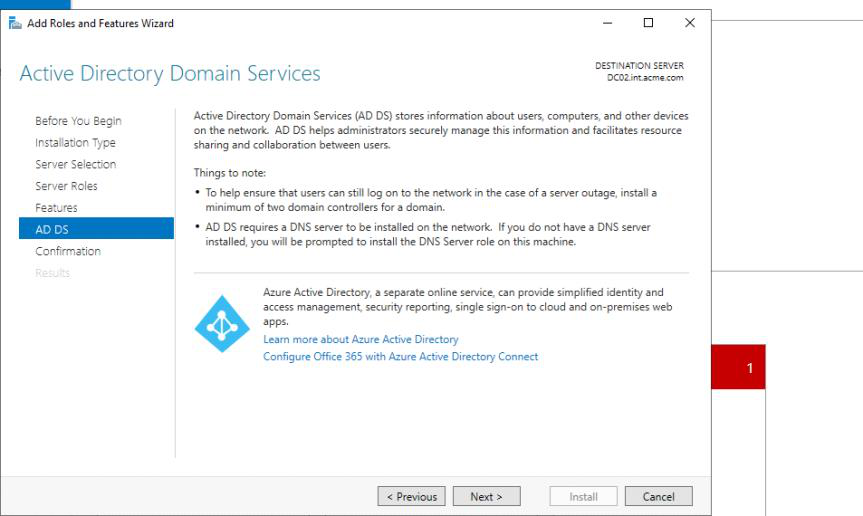 Add Roles and Features Wizard
Active Directory Domain Services
DESTINATION SERVER
DC02.int.acme.com
Before You Begin
Installation Type
Server Selection
Server Roles
Features
AD DS
Confirmation
Results
Active Directory Domain Services (AD DS) stores information about users, computers, and other devices
on the network. AD DS helps administrators securely manage this information and facilitates resource
sharing and collaboration between users.
Things to note:
• To help ensure that users can still log on to the network in the case of a server outage, install a
minimum of two domain controllers for a domain.
• AD DS requires a DNS server to be installed on the network. If you do not have a DNS server
installed, you will be prompted to install the DNS Server role on this machine.
Azure Active Directory, a separate online service, can provide simplified identity and
access management, security reporting, single sign-on to cloud and on-premises web
apps.
Learn more about Azure Active Directory
Configure Office 365 with Azure Active Directory Connect
1
< Previous
Next >
Install
Cancel